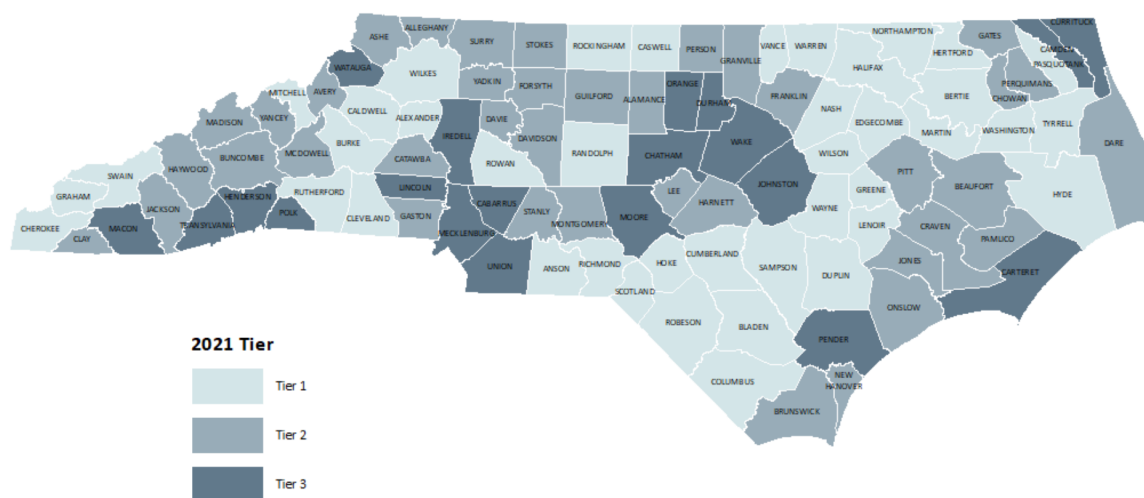 CURRITUCK
ALLEGHANY
NORTHAMPTON
ASHE
SURRY
STOKES
ROCKINGHAM
CASWELL
PERSON
VANCE
WARREN
GATES
HERTFORD
CAMDEN
PASQUOTANK
GRANVILLE
HALIFAX
WATAUGA
WILKES
YADKIN
FORSYTH
GUILFORD
ALAMANCE
ORANGE
DURHAM
FRANKLIN
PERQUIMANS
CHOWAN
BERTIE
MITCHELL
AVERY
CALDWELL
ALEXANDER
DAVIE
NASH
EDGECOMBE
MARTIN
WASHINGTON
TYRRELL
DARE
MADISON
YANCEY
IREDELL
DAVIDSON
RANDOLPH
CHATHAM
WAKE
WILSON
BURKE
MCDOWELL
BUNCOMBE
HAYWOOD
CATAWBA
ROWAN
PITT
BEAUFORT
HYDE
SWAIN
GRAHAM
RUTHERFORD
LINCOLN
LEE
JOHNSTON
GREENE
HENDERSON
CABARRUS
STANLY
HARNETT
WAYNE
JACKSON
TRANSYLVANIA
POLK
CLEVELAND
GASTON
MONTGOMERY
MOORE
LENOIR
CRAVEN
CHEROKEE
CLAY
MACON
MECKLENBURG
PAMLICO
UNION
ANSON
RICHMOND
HOKE
CUMBERLAND
SAMPSON
DUPLIN
JONES
CARTERET
SCOTLAND
ONSLOW
ROBESON
BLADEN
PENDER
COLUMBUS
NEW
HANOVER
BRUNSWICK
2021 Tier
Tier 1
Tier 2
Tier 3